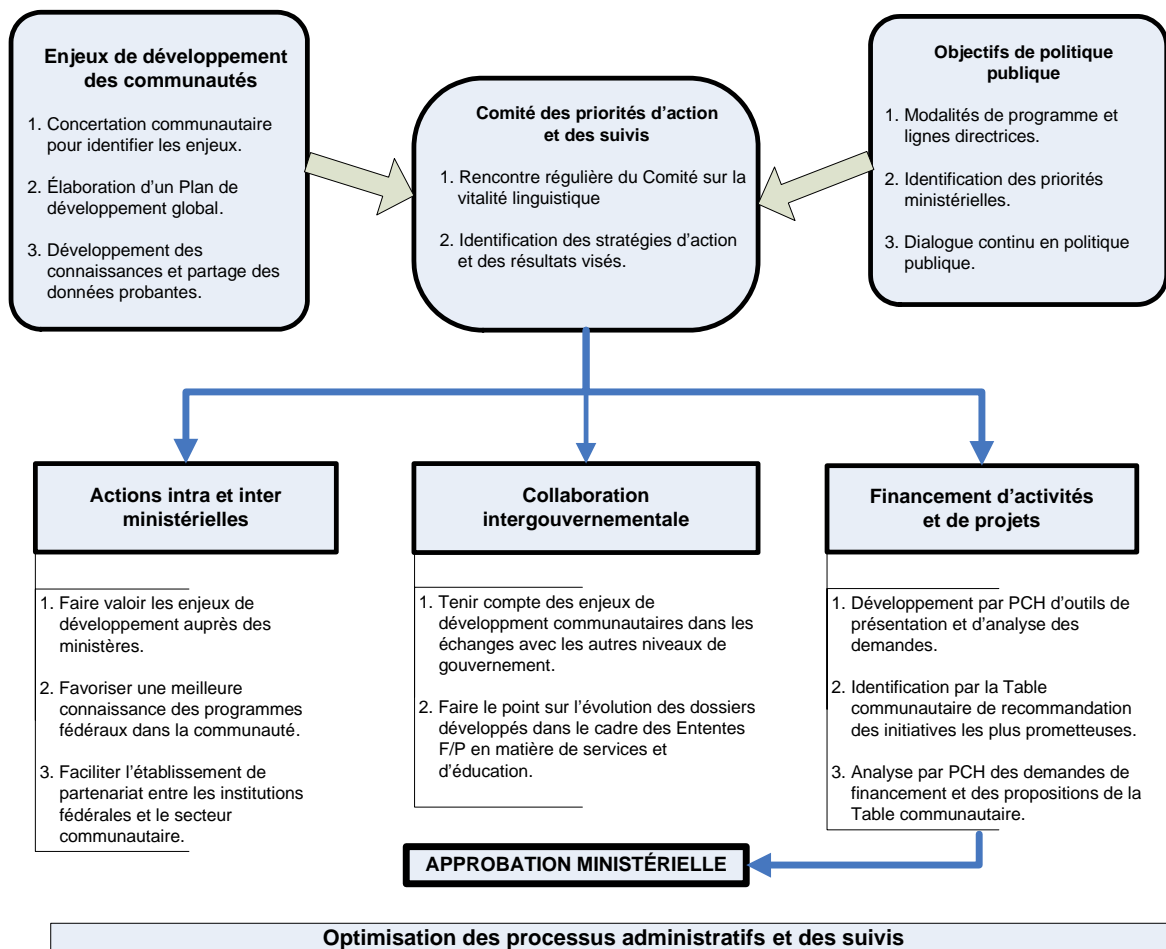 Enjeux de développement
des communautés
1. Concertation communautaire
pour identifier les enjeux.
2. Élaboration d'un Plan de
développement global.
3. Développement des
connaissances et partage des
données probantes.
Comité des priorités d'action
et des suivis
1. Rencontre régulière du Comité sur la
vitalité linguistique
2. Identification des stratégies d'action
et des résultats visés.
Objectifs de politique
publique
1. Modalités de programme et
lignes directrices.
2. Identification des priorités
ministérielles.
3. Dialogue continu en politique
publique.
Actions intra et inter
ministérielles
1. Faire valoir les enjeux de
développement auprès des
ministères.
2. Favoriser une meilleure
connaissance des programmes
fédéraux dans la communauté.
3. Faciliter l'établissement de
partenariat entre les institutions
fédérales et le secteur
communautaire.
Collaboration
intergouvernementale
1. Tenir compte des enjeux de
développment communautaires dans les
échanges avec les autres niveaux de
gouvernement.
2. Faire le point sur l'évolution des dossiers
développés dans le cadre des Ententes
F/P en matière de services et
d'éducation.
Financement d'activités
et de projets
1. Développement par PCH d'outils de
présentation et d'analyse des
demandes.
2. Identification par la Table
communautaire de recommandation
des initiatives les plus prometteuses.
3. Analyse par PCH des demandes de
financement et des propositions de la
Table communautaire.
APPROBATION MINISTÉRIELLE
Optimisation des processus administratifs et des suivis